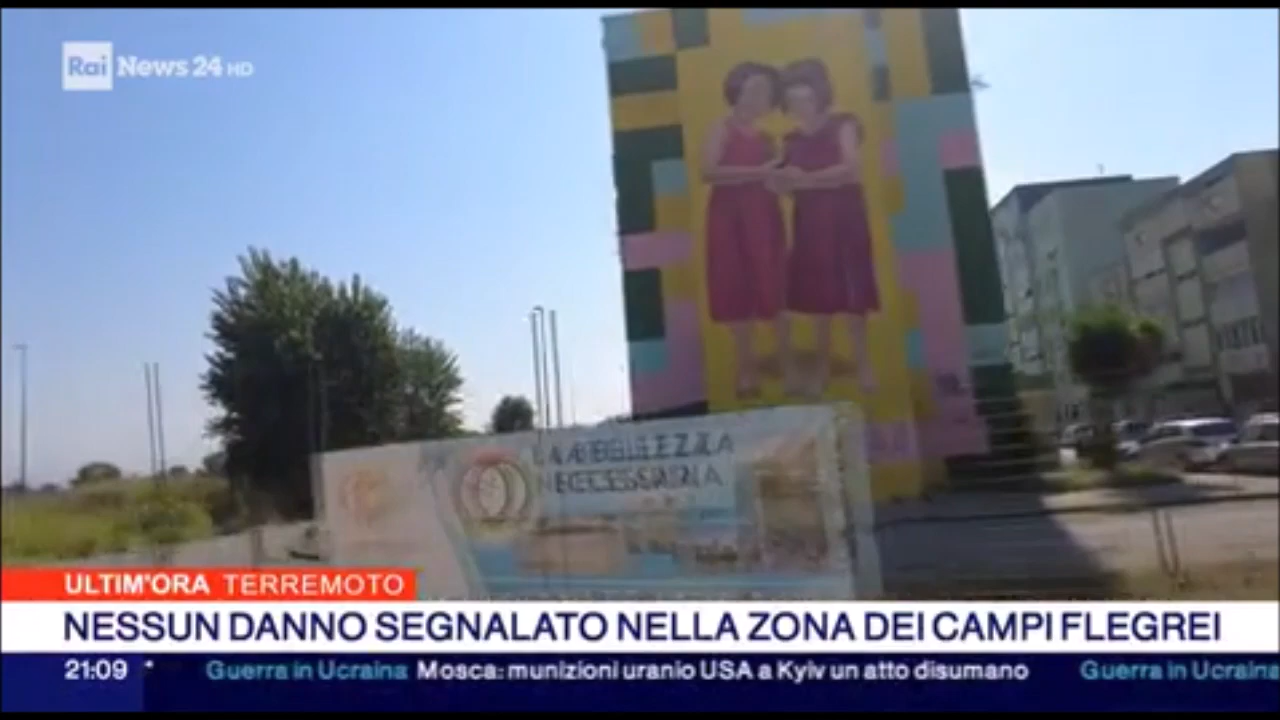 Rai News 24 HD
LA BELLEZZA
NECESSARIA
ULTIM'ORA TERREMOTO
NESSUN DANNO SEGNALATO NELLA ZONA DEI CAMPI FLEGREI
21:09 Guerra in Ucraina Mosca: munizioni uranio USA a Kyiv un atto disumano Guerra in Ucraina